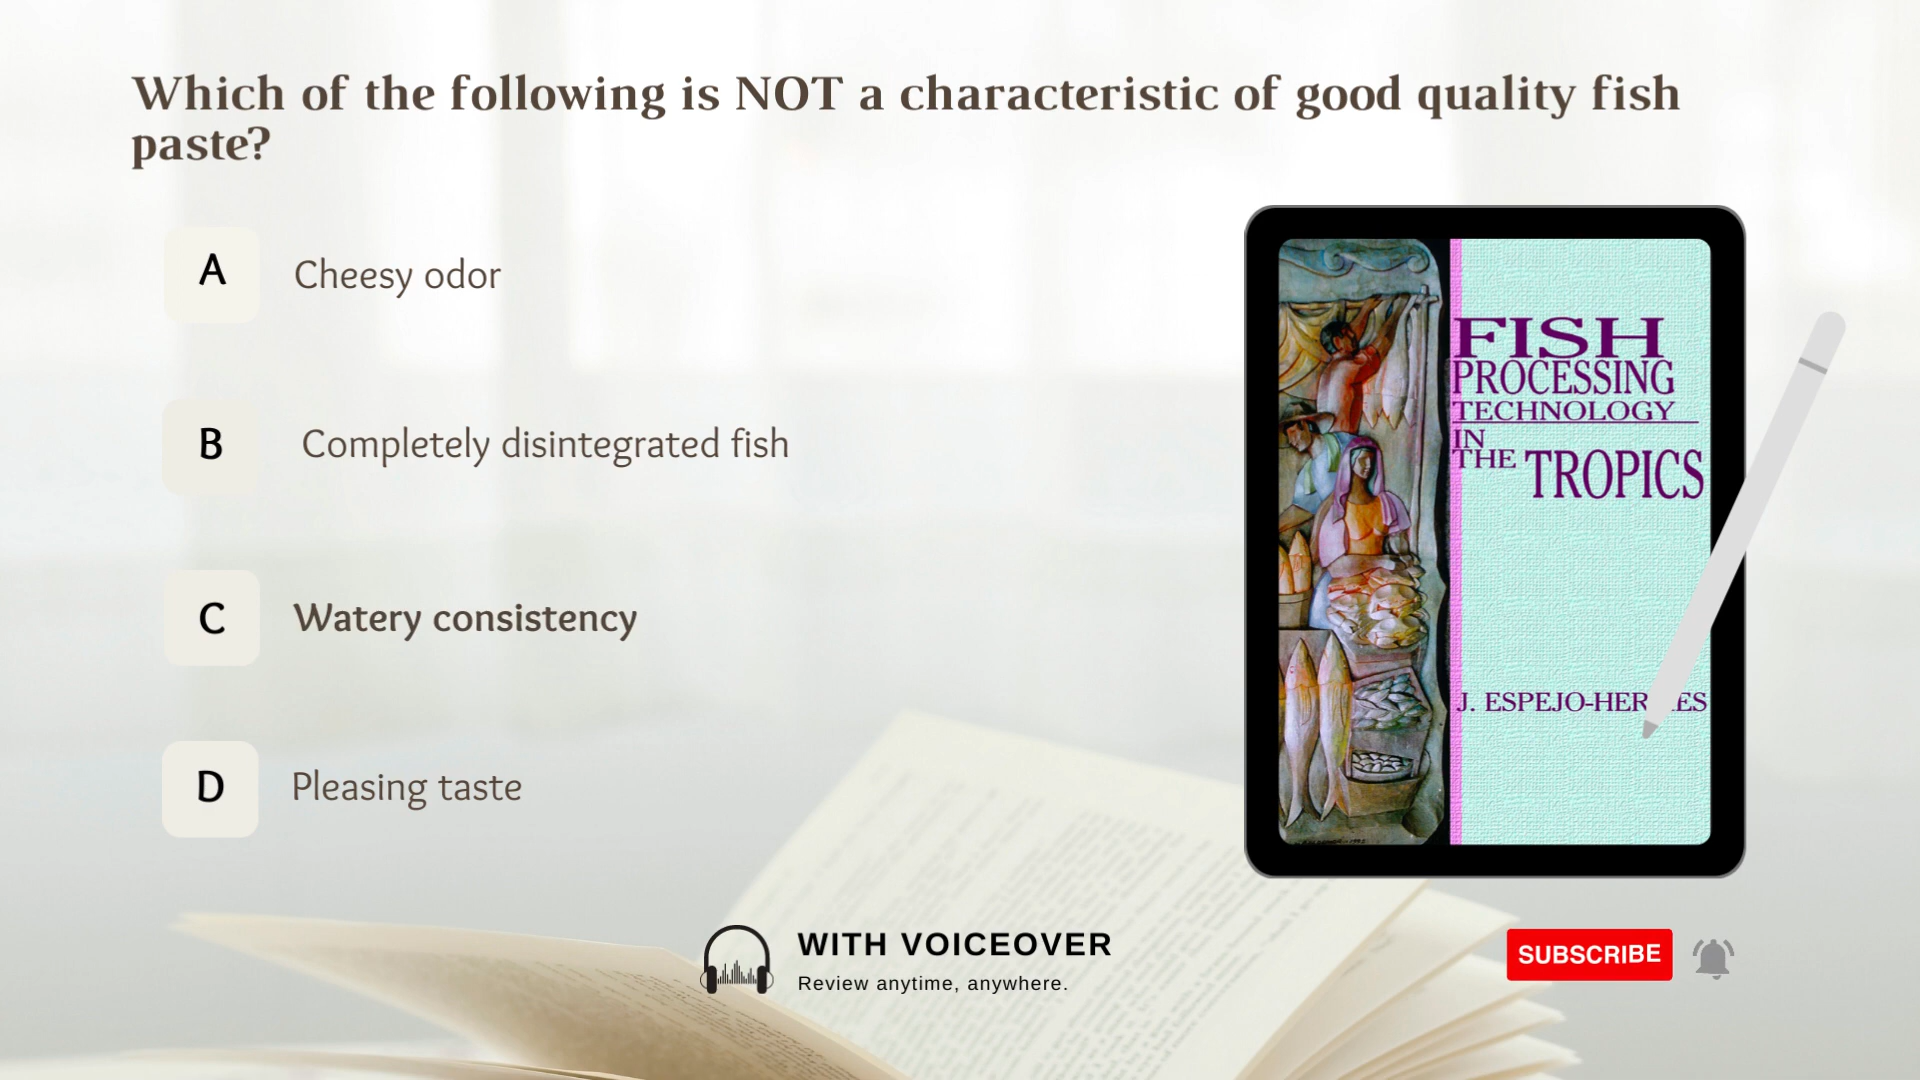 Which of the following is NOT a characteristic of good quality fish
paste?
A
Cheesy odor
B
Completely disintegrated fish
C
Watery consistency
D
Pleasing taste
FISH
PROCESSING
TECHNOLOGY
IN
THE TROPICS
J. ESPEJO-
WITH VOICEOVER
Review anytime, anywhere.
SUBSCRIBE